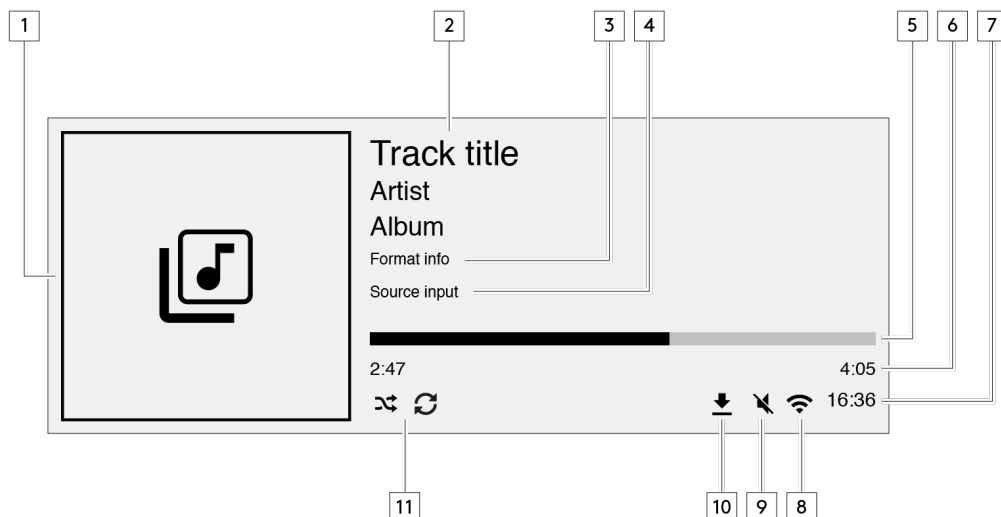 1 2 3 4 5 6 7
Track title
Artist
Album
Format info
Source input
2:47 4:05
16:36
11 10 9 8